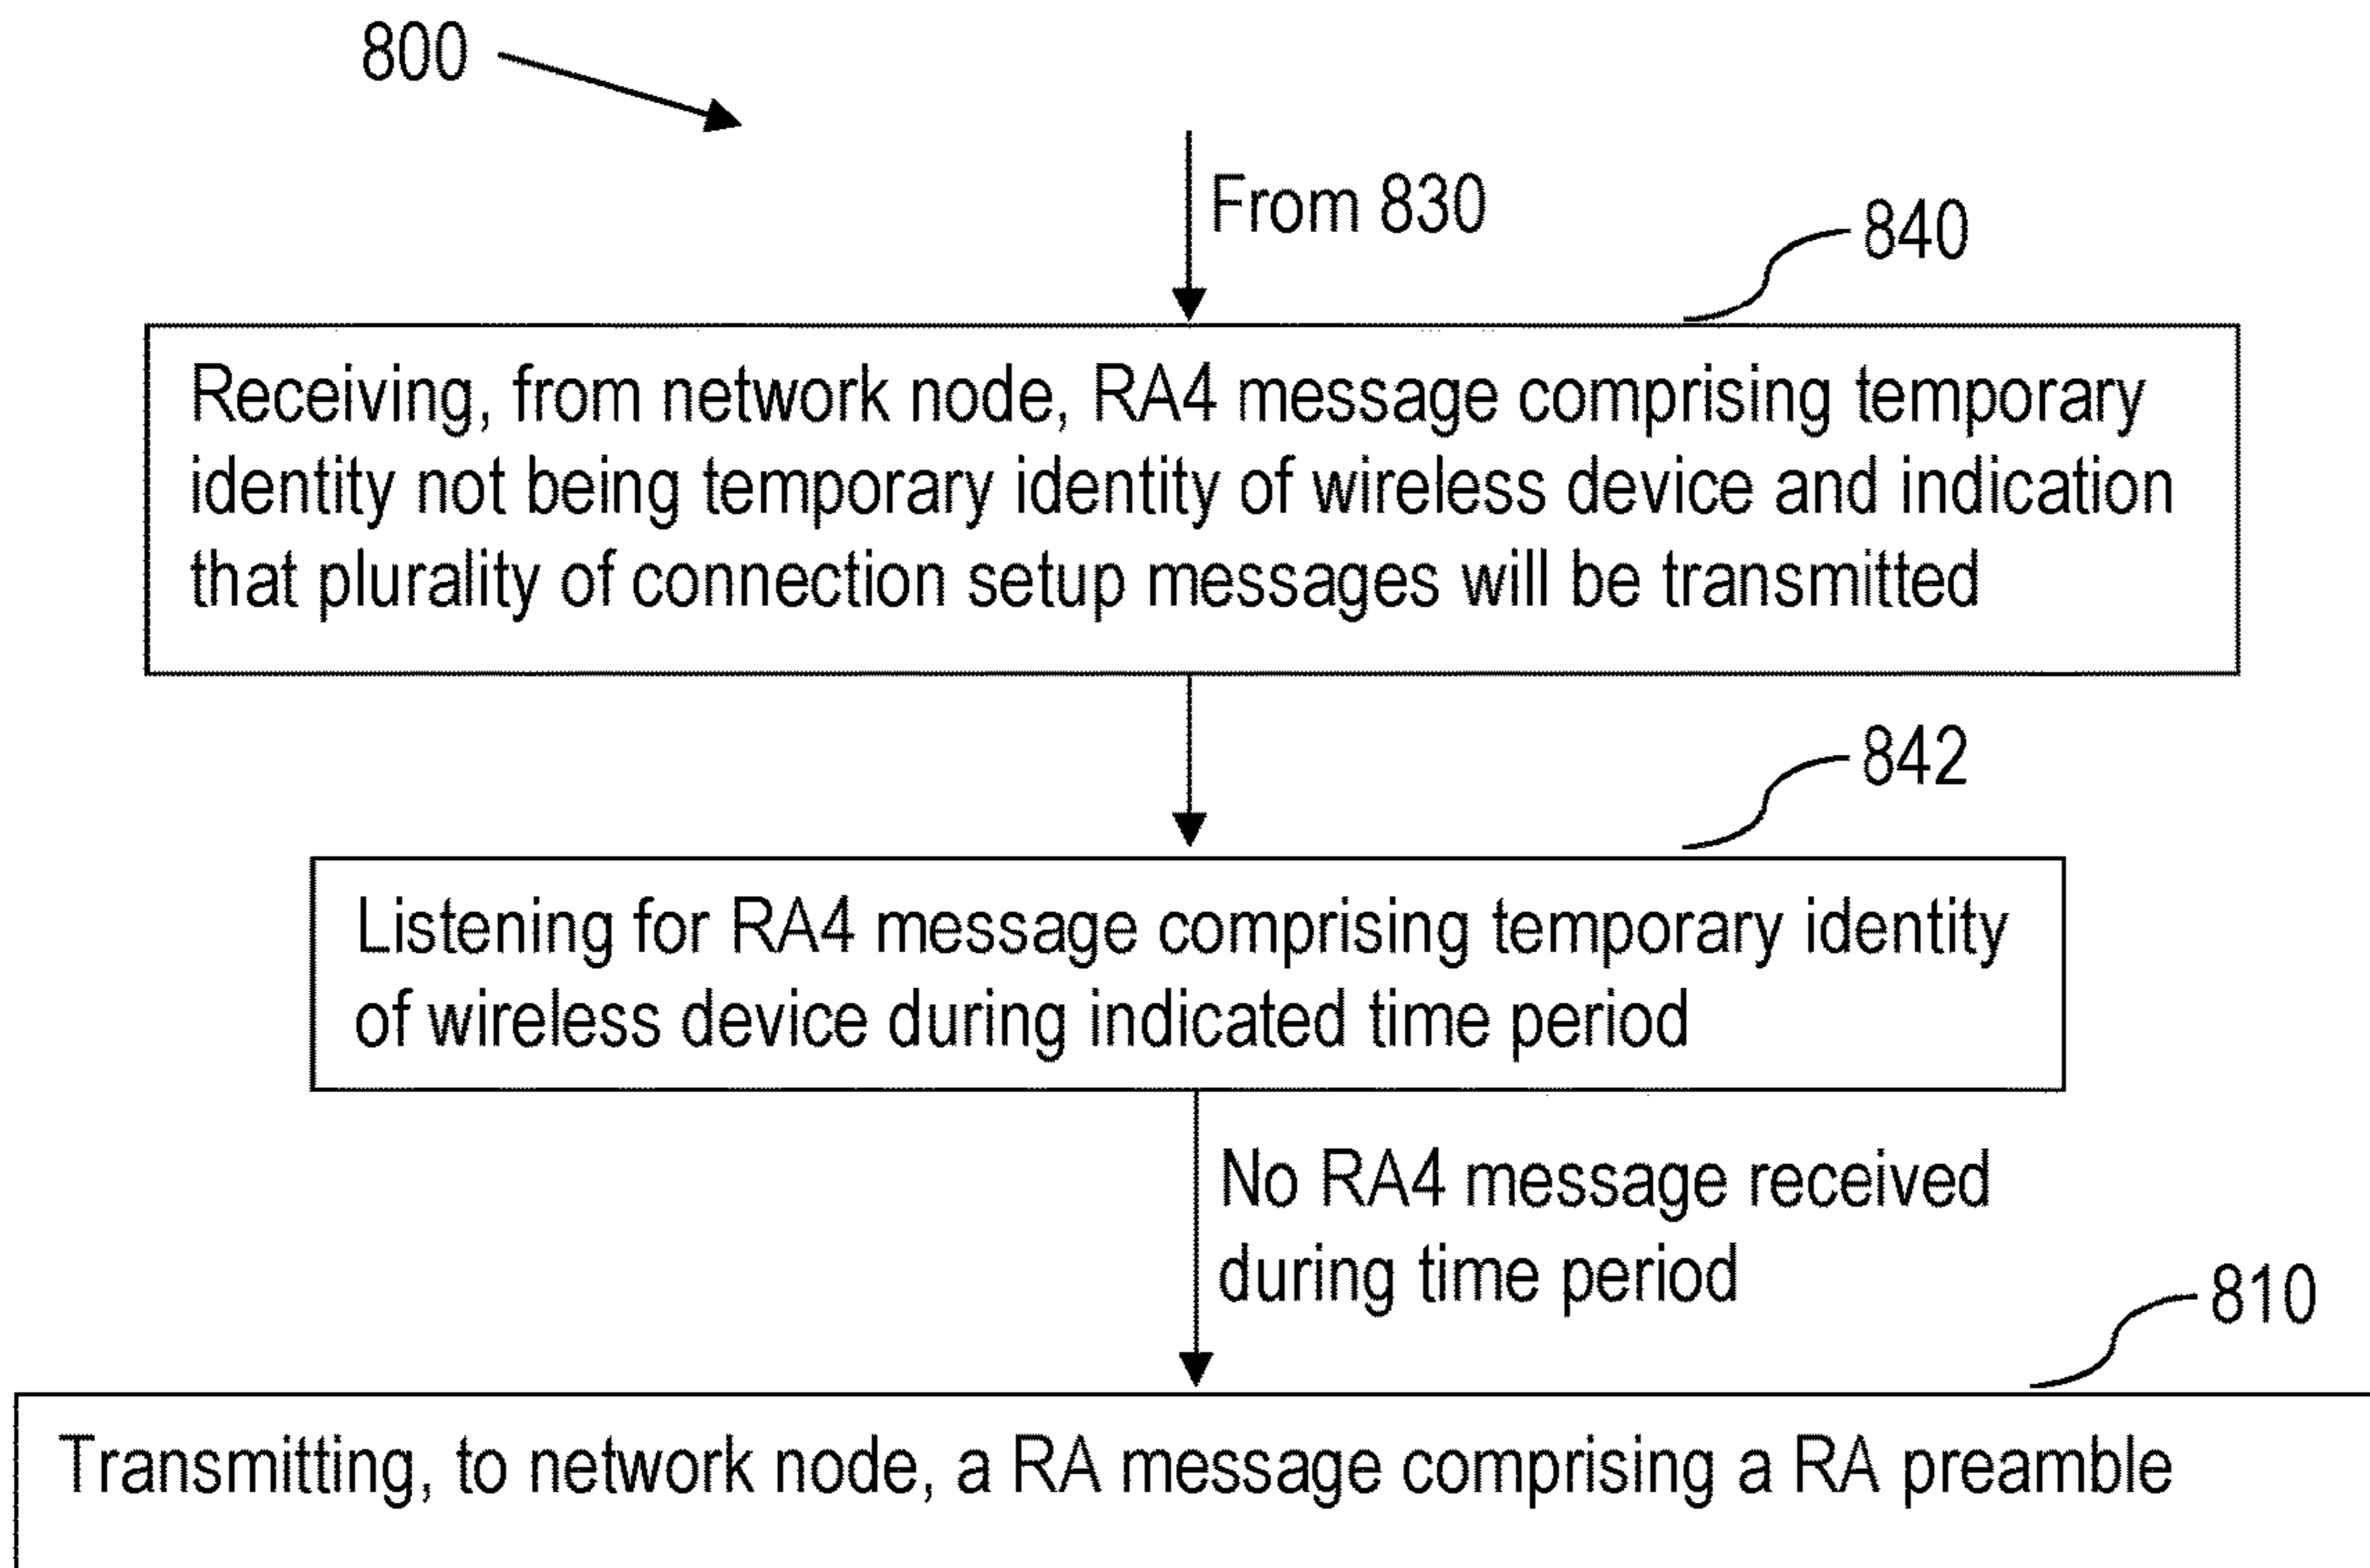 800
From 830
840
Receiving, from network node, RA4 message comprising temporary
identity not being temporary identity of wireless device and indication
that plurality of connection setup messages will be transmitted
842
Listening for RA4 message comprising temporary identity
of wireless device during indicated time period
No RA4 message received
during time period
810
Transmitting, to network node, a RA message comprising a RA preamble